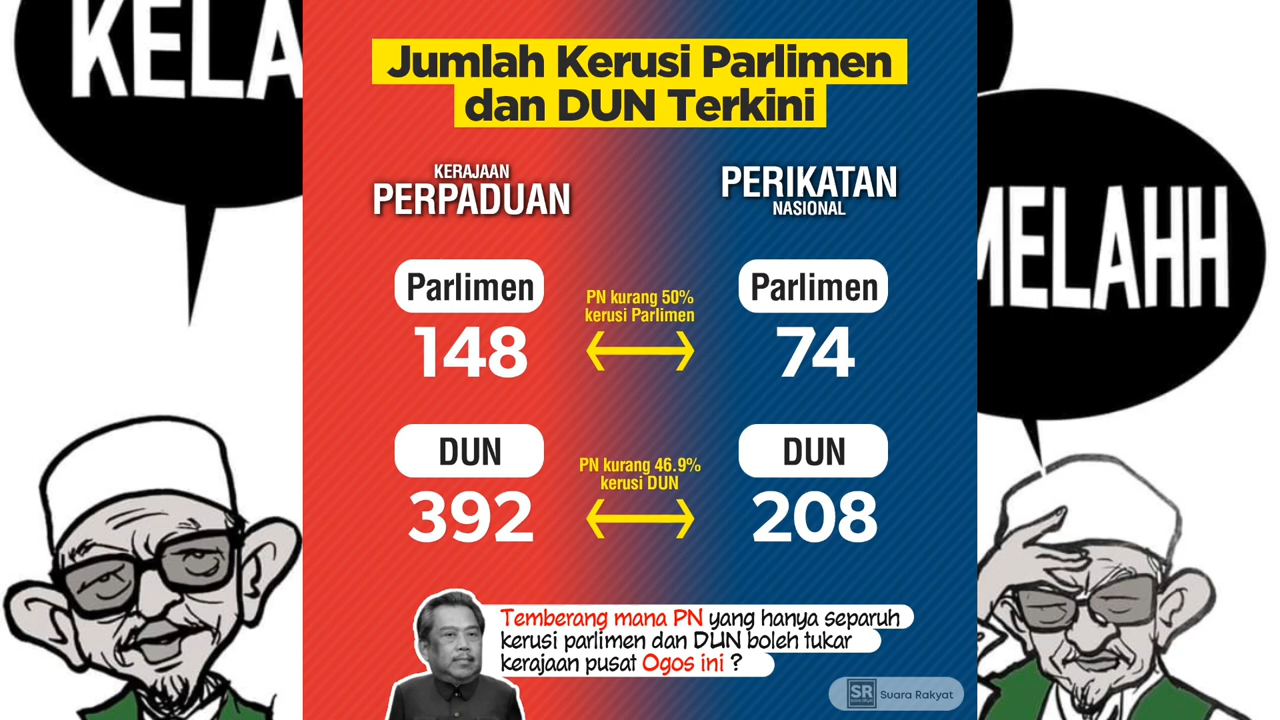 KELA
Jumlah Kerusi Parlimen
dan DUN Terkini
KERAJAAN
PERPADUAN
PERIKATAN
NASIONAL
Parlimen
148
PN kurang 50%
kerusi Parlimen
Parlimen
74
DUN
392
PN kurang 46.9%
kerusi DUN
DUN
208
MELAHH
Temberang mana PN yang hanya separuh
kerusi parlimen dan DUN boleh tukar
kerajaan pusat Ogos ini ?
SR
Suara Rakyat